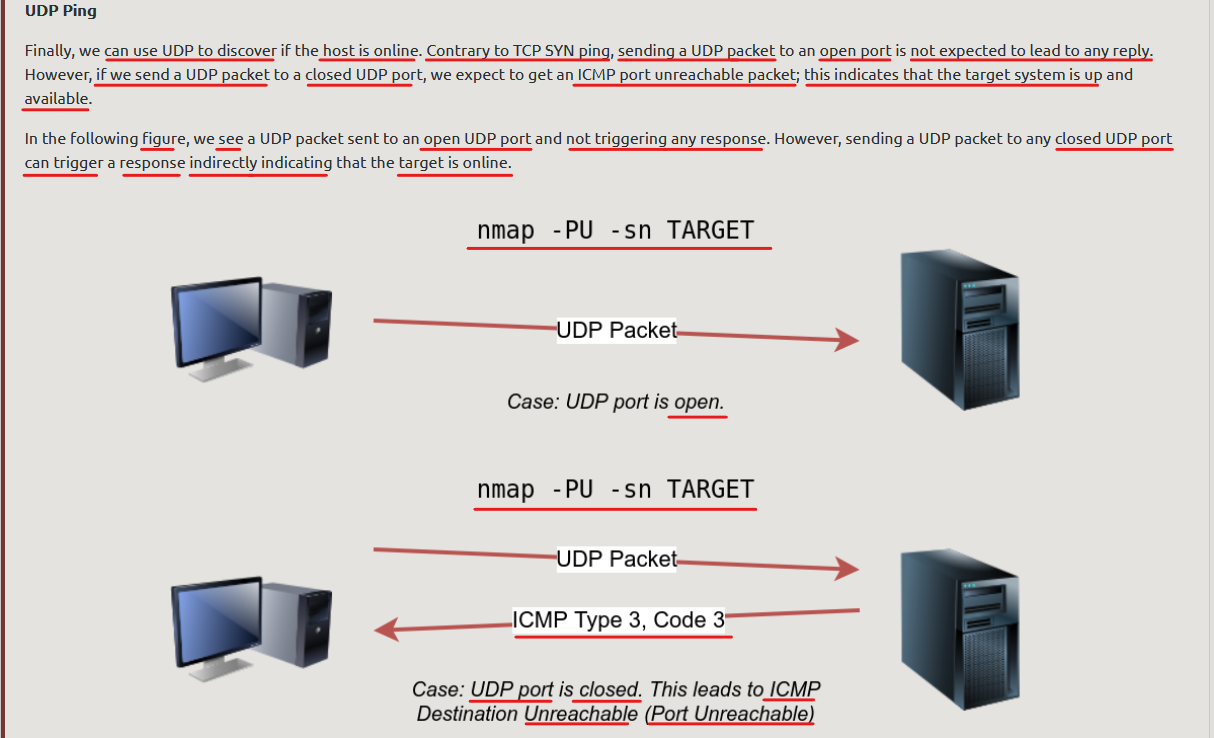 UDP Ping
Finally, we can use UDP to discover if the host is online. Contrary to TCP SYN ping, sending a UDP packet to an open port is not expected to lead to any reply.
However, if we send a UDP packet to a closed UDP port, we expect to get an ICMP port unreachable packet; this indicates that the target system is up and
available.
In the following figure, we see a UDP packet sent to an open UDP port and not triggering any response. However, sending a UDP packet to any closed UDP port
can trigger a response indirectly indicating that the target is online.
nmap -PU -sn TARGET
UDP Packet
Case: UDP port is open.
nmap -PU -sn TARGET
UDP Packet
ICMP Type 3, Code 3
Case: UDP port is closed. This leads to ICMP
Destination Unreachable (Port Unreachable)